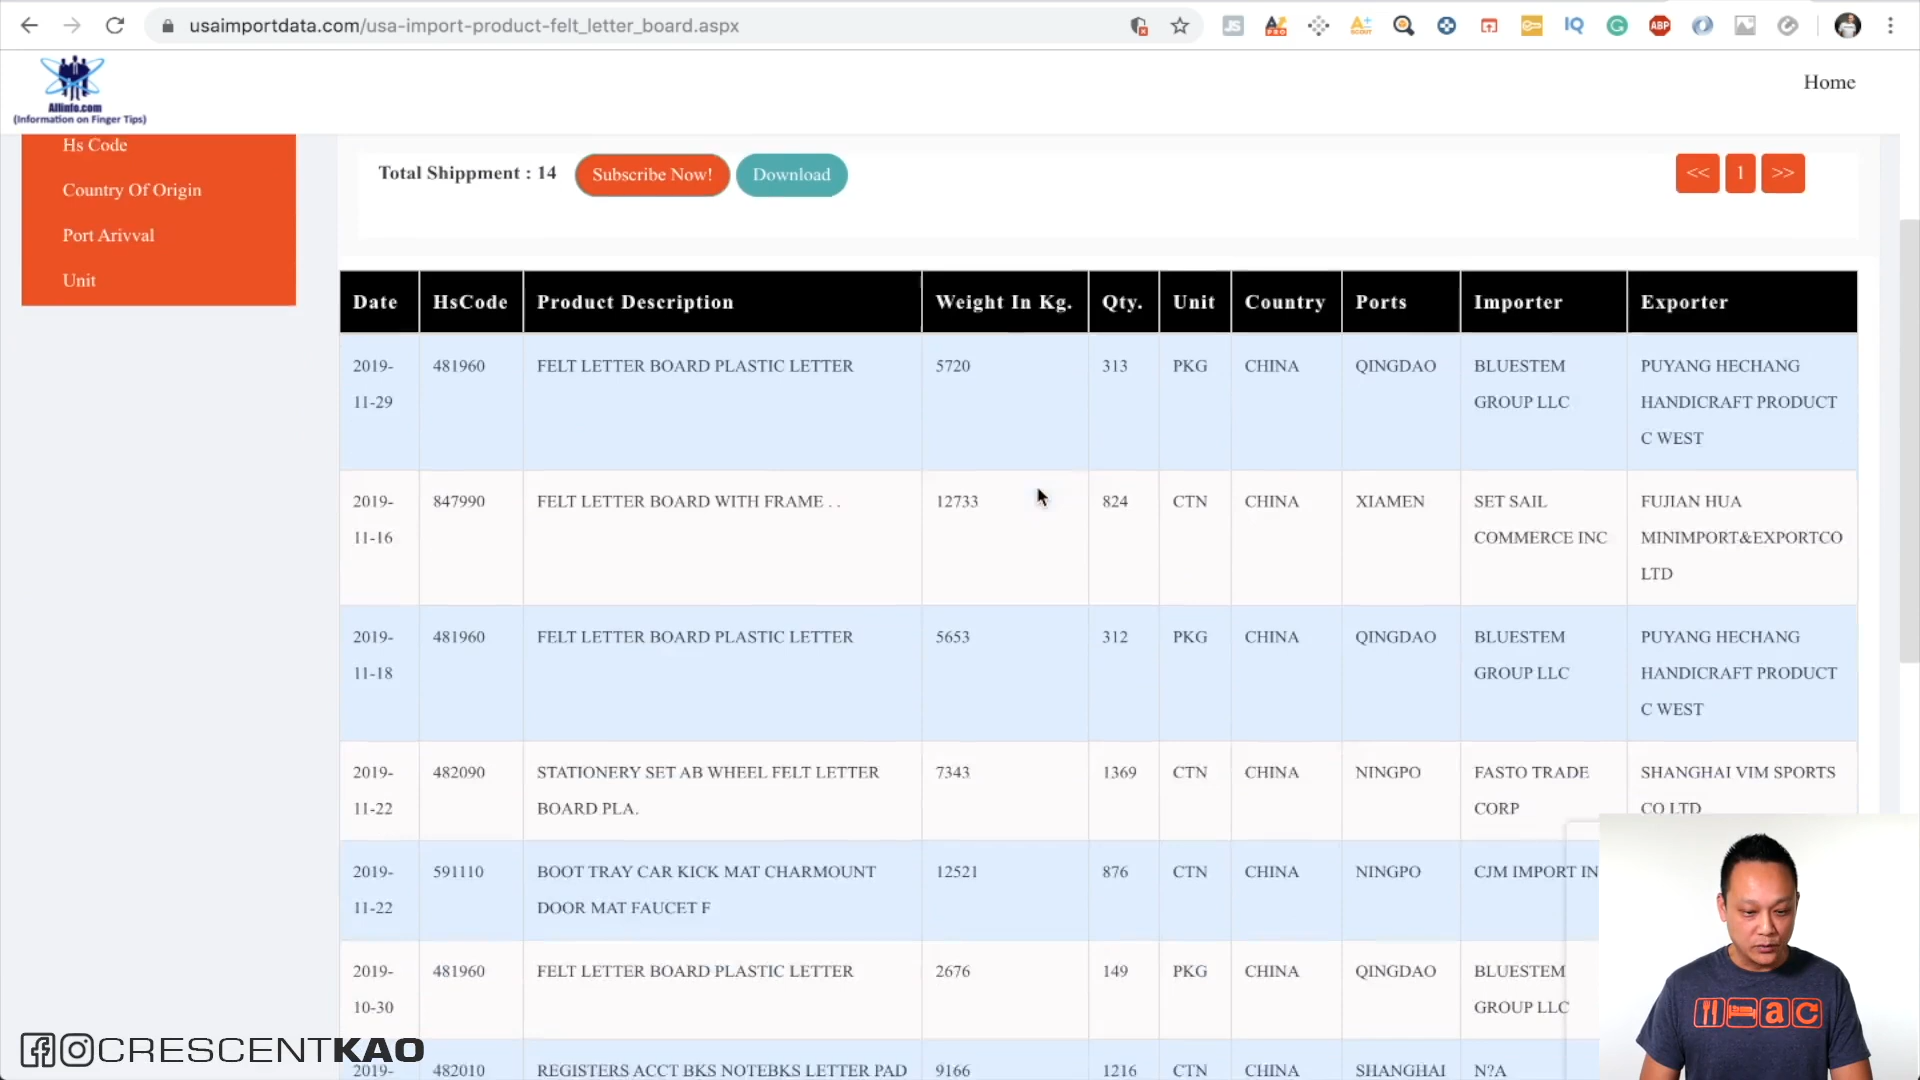 usaimportdata.com/usa-import-product-felt_letter_board.aspx
JS
PRO
A+
SCOUT
IQ
ABP
Allinfo.com
(Information on Finger Tips)
Home
Hs Code
Country Of Origin
Port Arivval
Unit
Total Shippment : 14
Subscribe Now!
Download
<<
1
>>
Date HsCode Product Description Weight In Kg. Qty. Unit Country Ports Importer Exporter
2019- 481960 FELT LETTER BOARD PLASTIC LETTER 5720 313 PKG CHINA QINGDAO BLUESTEM PUYANG HECHANG
11-29 GROUP LLC HANDICRAFT PRODUCT
C WEST
2019- 847990 FELT LETTER BOARD WITH FRAME . . 12733 824 CTN CHINA XIAMEN SET SAIL FUJIAN HUA
11-16 COMMERCE INC MINIMPORT&EXPORTCO
LTD
2019- 481960 FELT LETTER BOARD PLASTIC LETTER 5653 312 PKG CHINA QINGDAO BLUESTEM PUYANG HECHANG
11-18 GROUP LLC HANDICRAFT PRODUCT
C WEST
2019- 482090 STATIONERY SET AB WHEEL FELT LETTER 7343 1369 CTN CHINA NINGPO FASTO TRADE SHANGHAI VIM SPORTS
11-22 BOARD PLA. CORP CO LTD
2019- 591110 BOOT TRAY CAR KICK MAT CHARMOUNT 12521 876 CTN CHINA NINGPO CJM IMPORT IN
11-22 DOOR MAT FAUCET F
2019- 481960 FELT LETTER BOARD PLASTIC LETTER 2676 149 PKG CHINA QINGDAO BLUESTEM
10-30 GROUP LLC
2019- 482010 REGISTERS ACCT BKS NOTEBKS LETTER PAD 9166 1216 CTN CHINA SHANGHAI N?A
CRESCENTKAO
a c